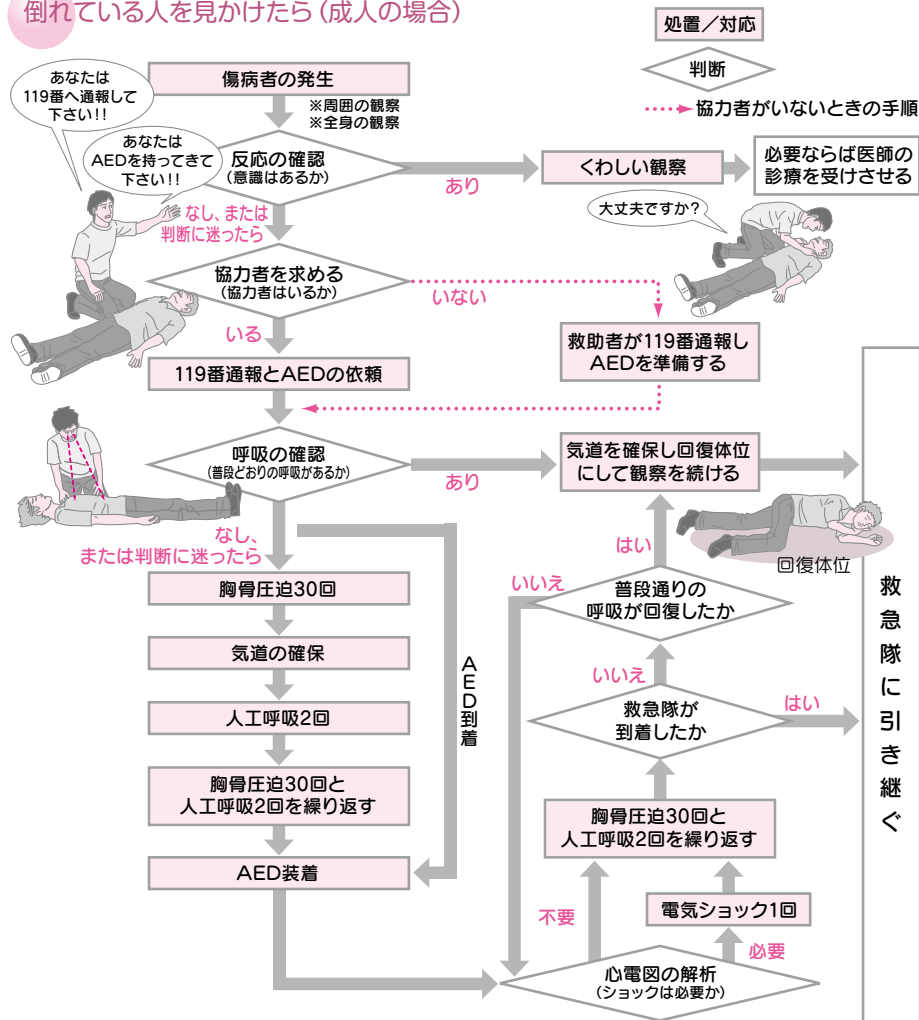 倒れている人を見かけたら(成人の場合)
処置／対応
判断
協力者がいないときの手順
あなたは
119番へ通報して
下さい!!
あなたは
AEDを持ってきて
下さい!!
傷病者の発生
※周囲の観察
※全身の観察
反応の確認
(意識はあるか)
あり
くわしい観察
必要ならば医師の
診療を受けさせる
大丈夫ですか?
なし、または
判断に迷ったら
協力者を求める
(協力者はいるか)
いない
いる
救助者が119番通報し
AEDを準備する
119番通報とAEDの依頼
呼吸の確認
(普段どおりの呼吸があるか)
あり
気道を確保し回復体位
にして観察を続ける
回復体位
なし、
または判断に迷ったら
胸骨圧迫30回
気道の確保
人工呼吸2回
胸骨圧迫30回と
人工呼吸2回を繰り返す
AED装着
AED到着
はい
いいえ
普段通りの
呼吸が回復したか
いいえ
救急隊が
到着したか
はい
胸骨圧迫30回と
人工呼吸2回を繰り返す
不要
電気ショック1回
必要
心電図の解析
(ショックは必要か)
救急隊に引き継ぐ